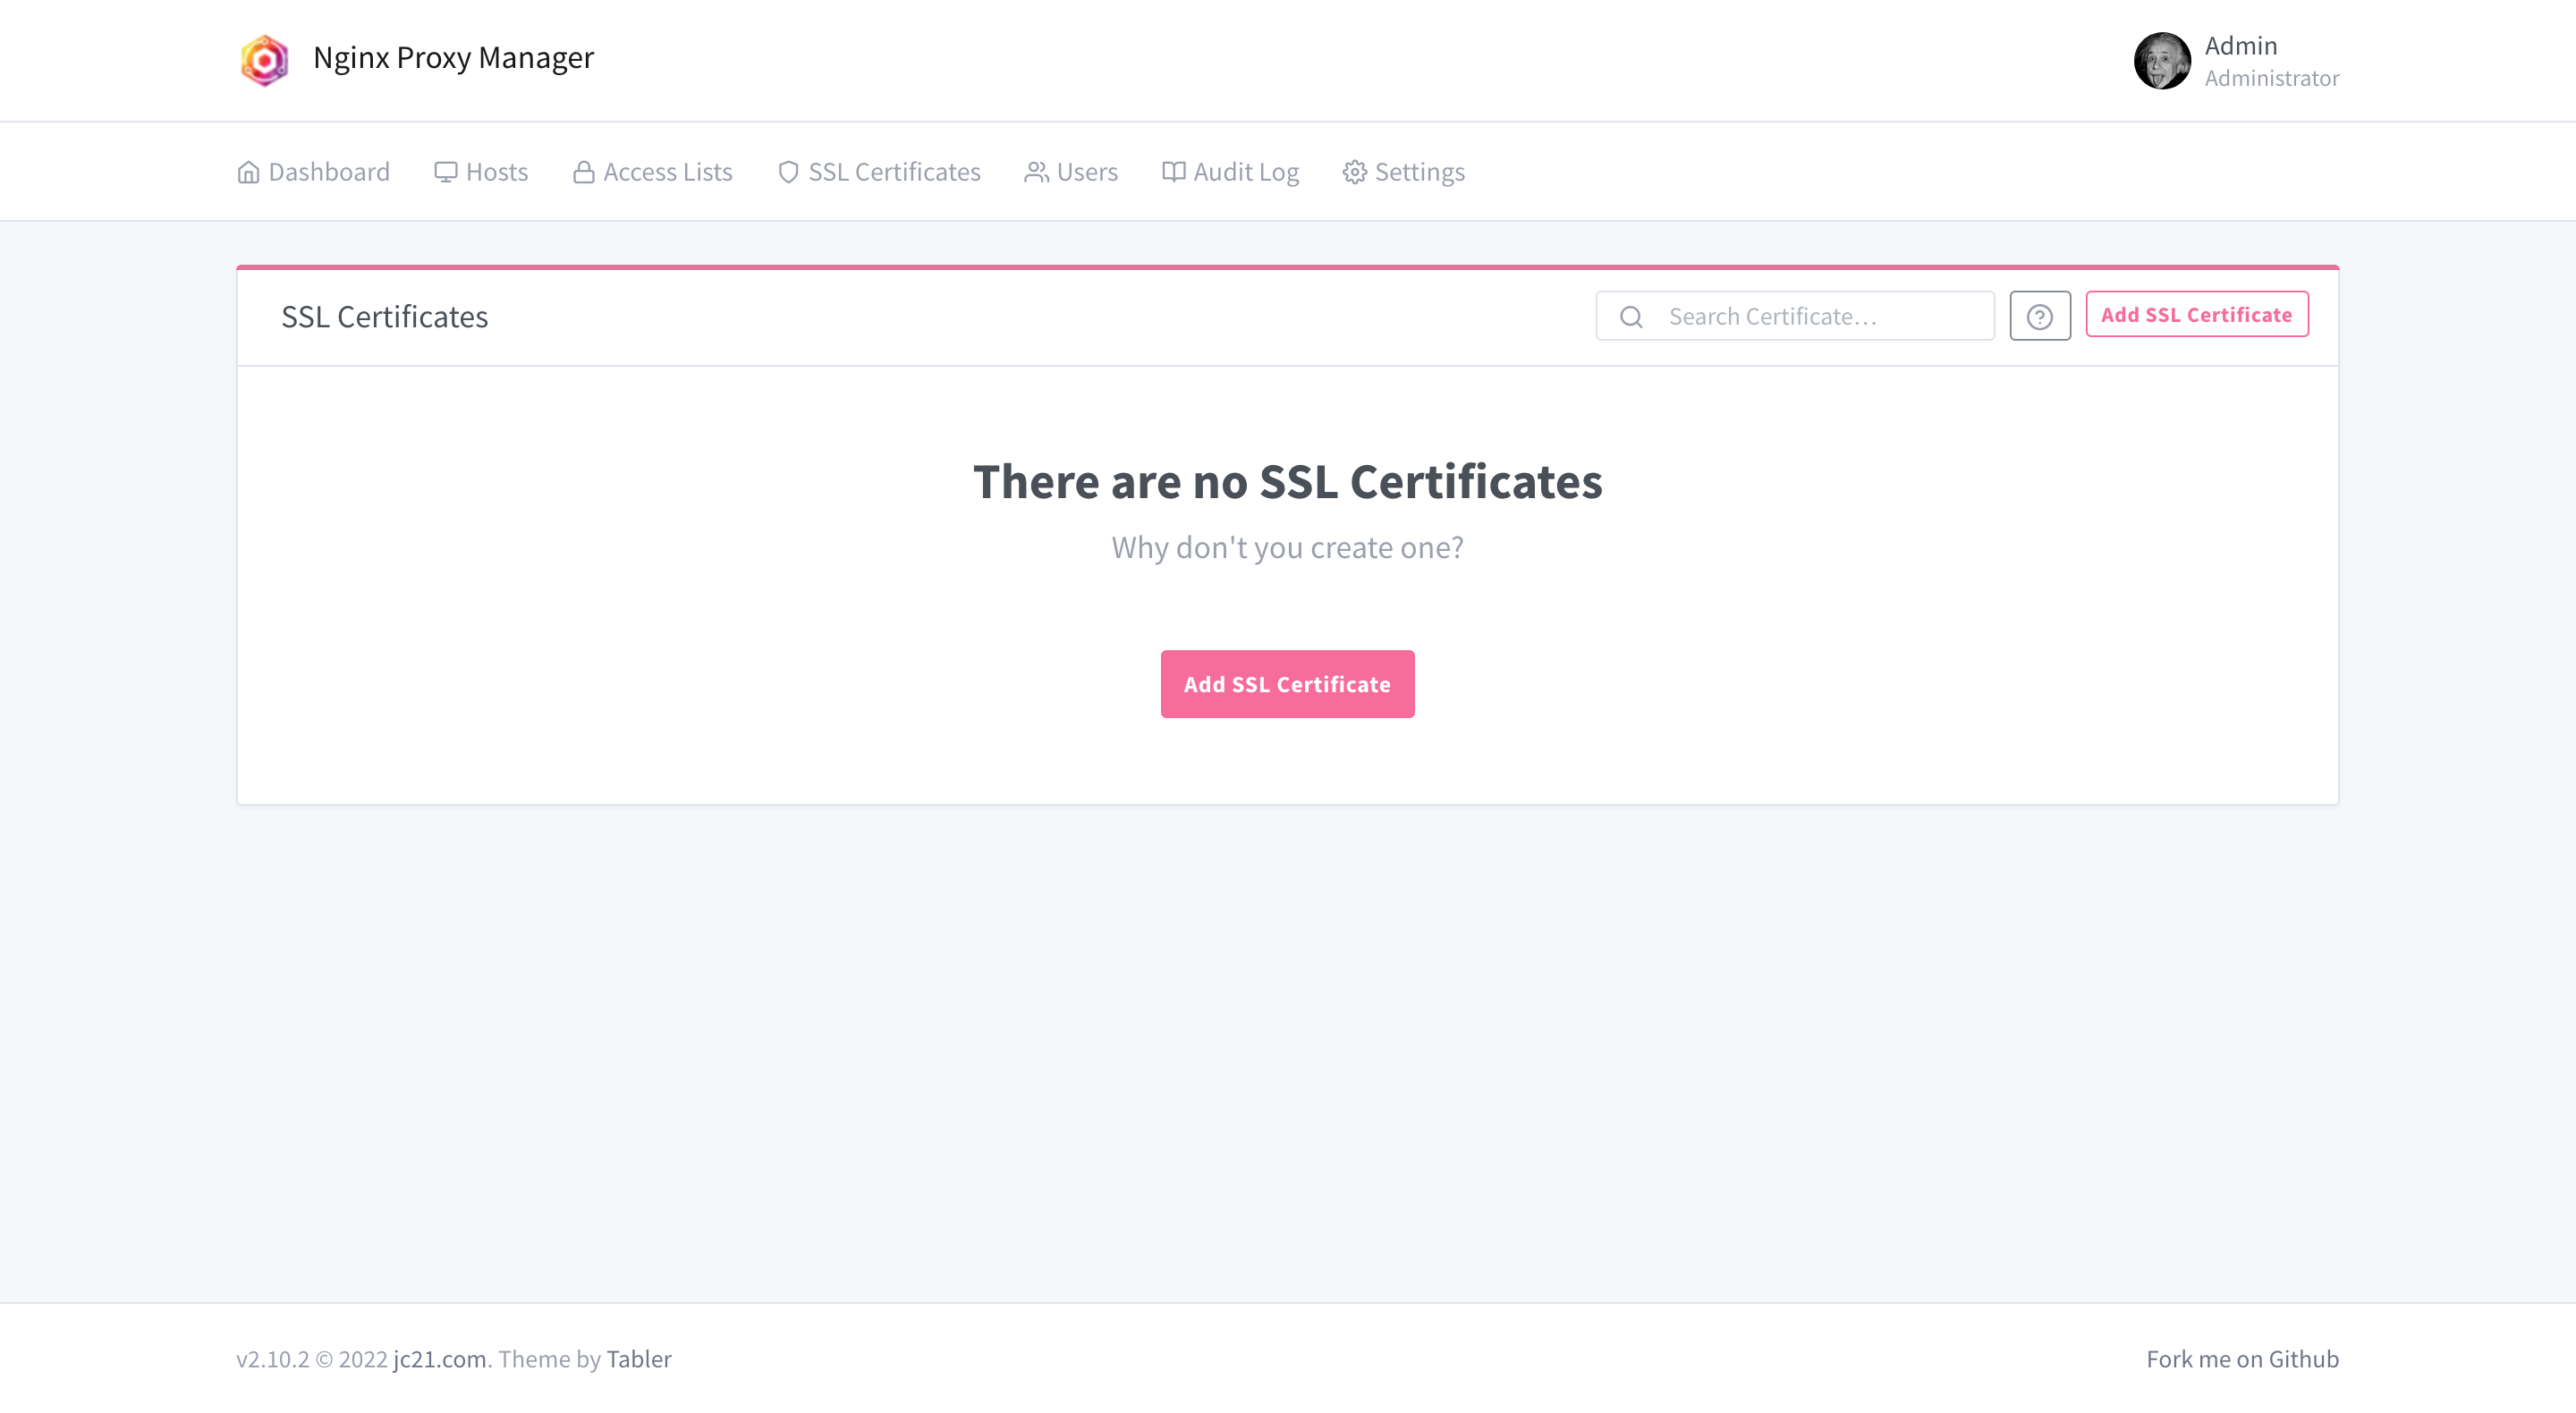 Nginx Proxy Manager
Admin
Administrator
Dashboard Hosts Access Lists SSL Certificates Users Audit Log Settings
SSL Certificates
Search Certificate…
Add SSL Certificate
There are no SSL Certificates
Why don't you create one?
Add SSL Certificate
v2.10.2 © 2022 jc21.com. Theme by Tabler
Fork me on Github